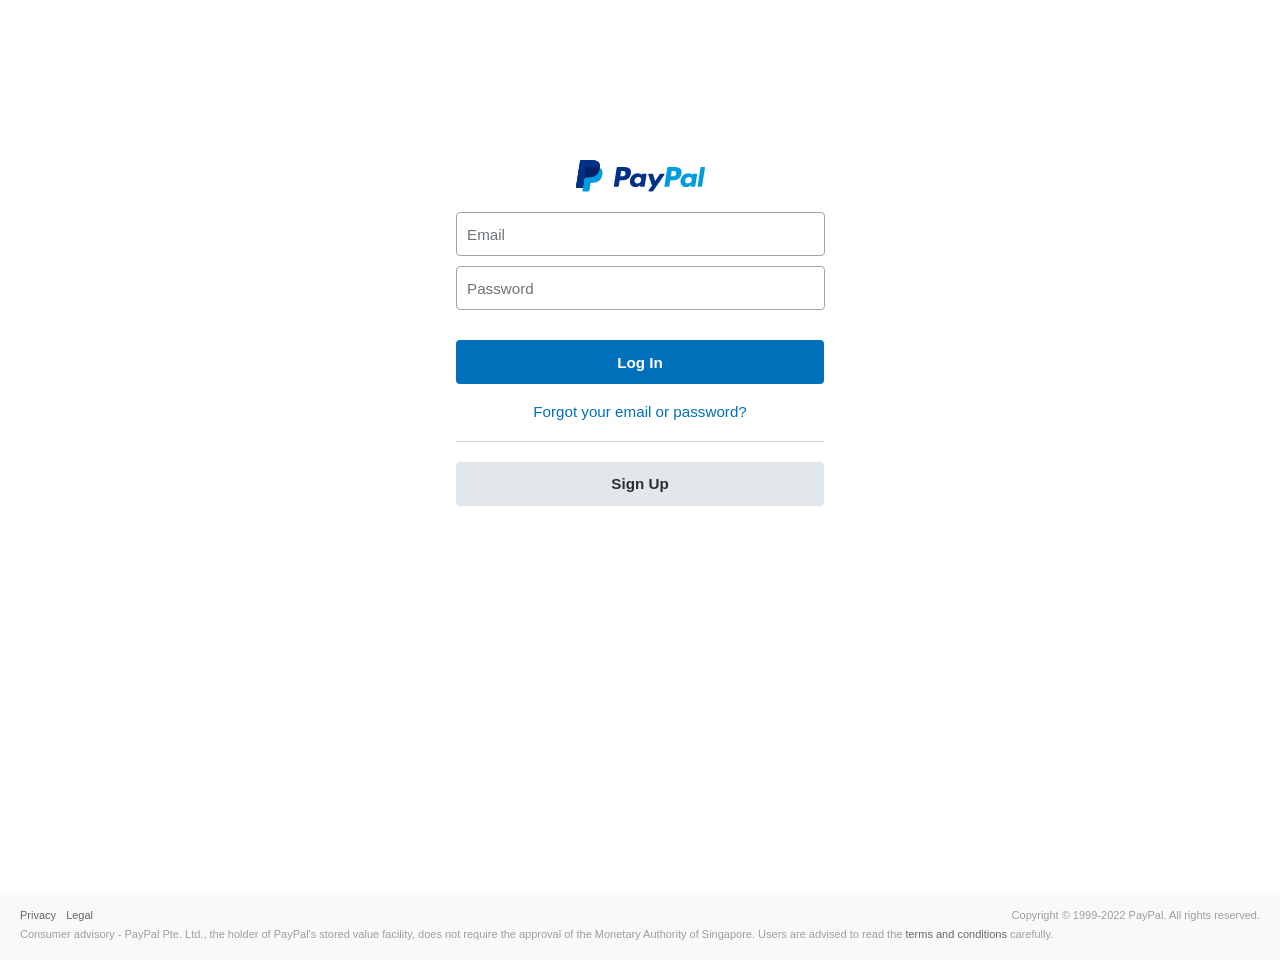 PayPal
Email
Password
Log In
Forgot your email or password?
Sign Up
Privacy Legal
Copyright © 1999-2022 PayPal. All rights reserved.
Consumer advisory - PayPal Pte. Ltd., the holder of PayPal's stored value facility, does not require the approval of the Monetary Authority of Singapore. Users are advised to read the terms and conditions carefully.